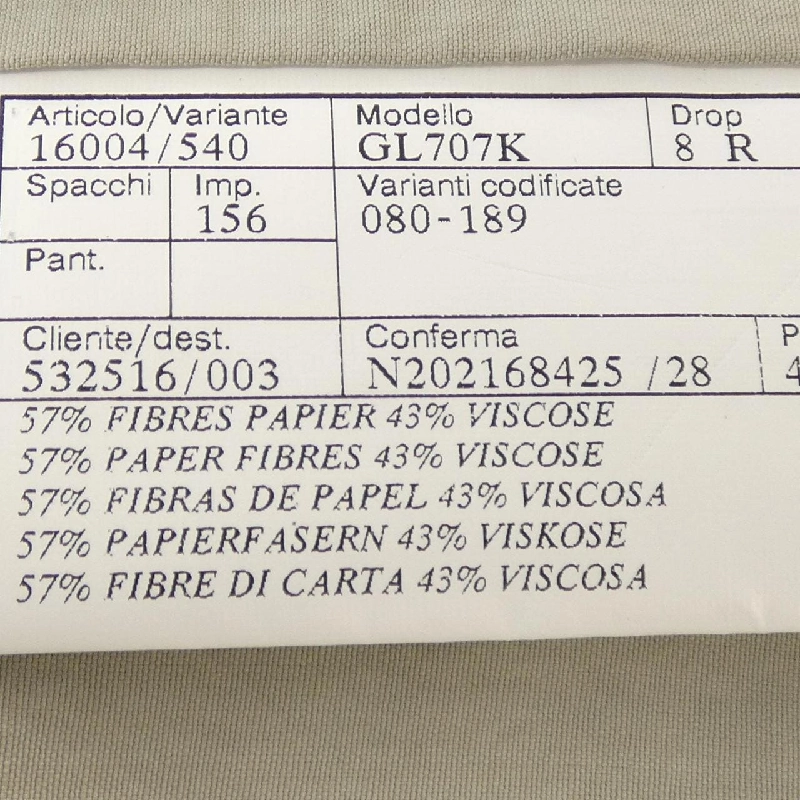 Articolo/Variante Modello Drop
16004/540 GL707K 8 R
Spacchi Imp. Varianti codificate
156 080-189
Pant.
Cliente/dest. Conferma P
532516/003 N202168425 /28 4
57% FIBRES PAPIER 43% VISCOSE
57% PAPER FIBRES 43% VISCOSE
57% FIBRAS DE PAPEL 43% VISCOSA
57% PAPIERFASERN 43% VISKOSE
57% FIBRE DI CARTA 43% VISCOSA